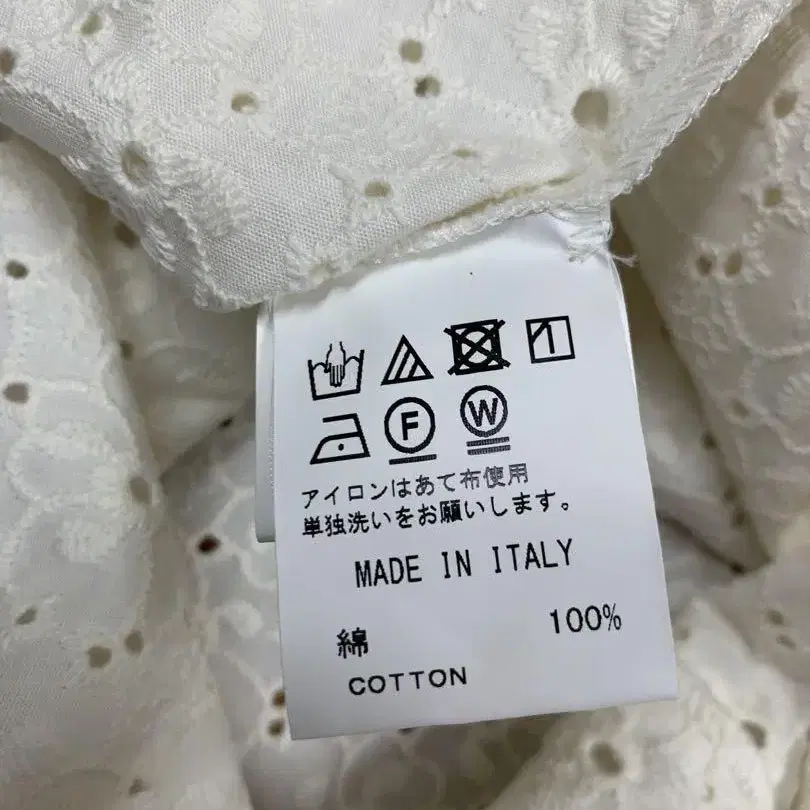 F W
アイロンはあて布使用
単独洗いをお願いします。
MADE IN ITALY
綿 100%
COTTON